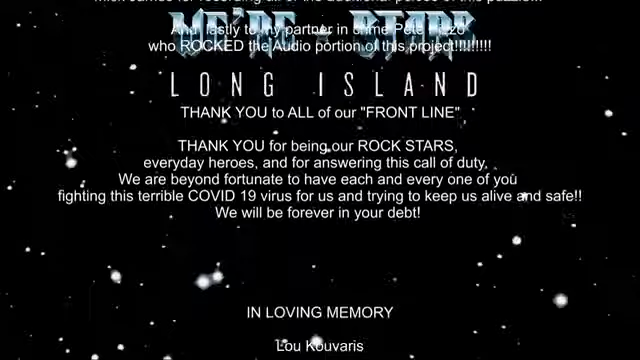 And lastly to my partner in crime Pete Pizzo
who ROCKED the Audio portion of this project!!!!!!!!!
WE'RE - STARS
LONG ISLAND
THANK YOU to ALL of our "FRONT LINE"
THANK YOU for being our ROCK STARS,
everyday heroes, and for answering this call of duty,
We are beyond fortunate to have each and every one of you
fighting this terrible COVID 19 virus for us and trying to keep us alive and safe!!
We will be forever in your debt!
IN LOVING MEMORY
Lou Kouvaris